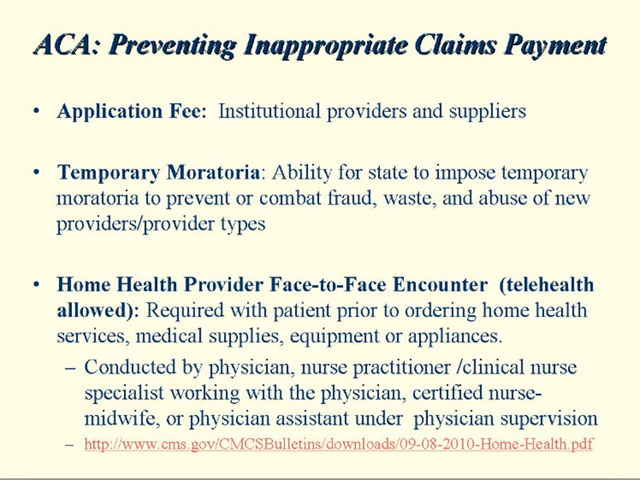 ACA: Preventing Inappropriate Claims Payment
• Application Fee: Institutional providers and suppliers
• Temporary Moratoria: Ability for state to impose temporary
moratoria to prevent or combat fraud, waste, and abuse of new
providers/provider types
• Home Health Provider Face-to-Face Encounter (telehealth
allowed): Required with patient prior to ordering home health
services, medical supplies, equipment or appliances.
– Conducted by physician, nurse practitioner /clinical nurse
specialist working with the physician, certified nurse-
midwife, or physician assistant under physician supervision
– http://www.cms.gov/CMCSBulletins/downloads/09-08-2010-Home-Health.pdf